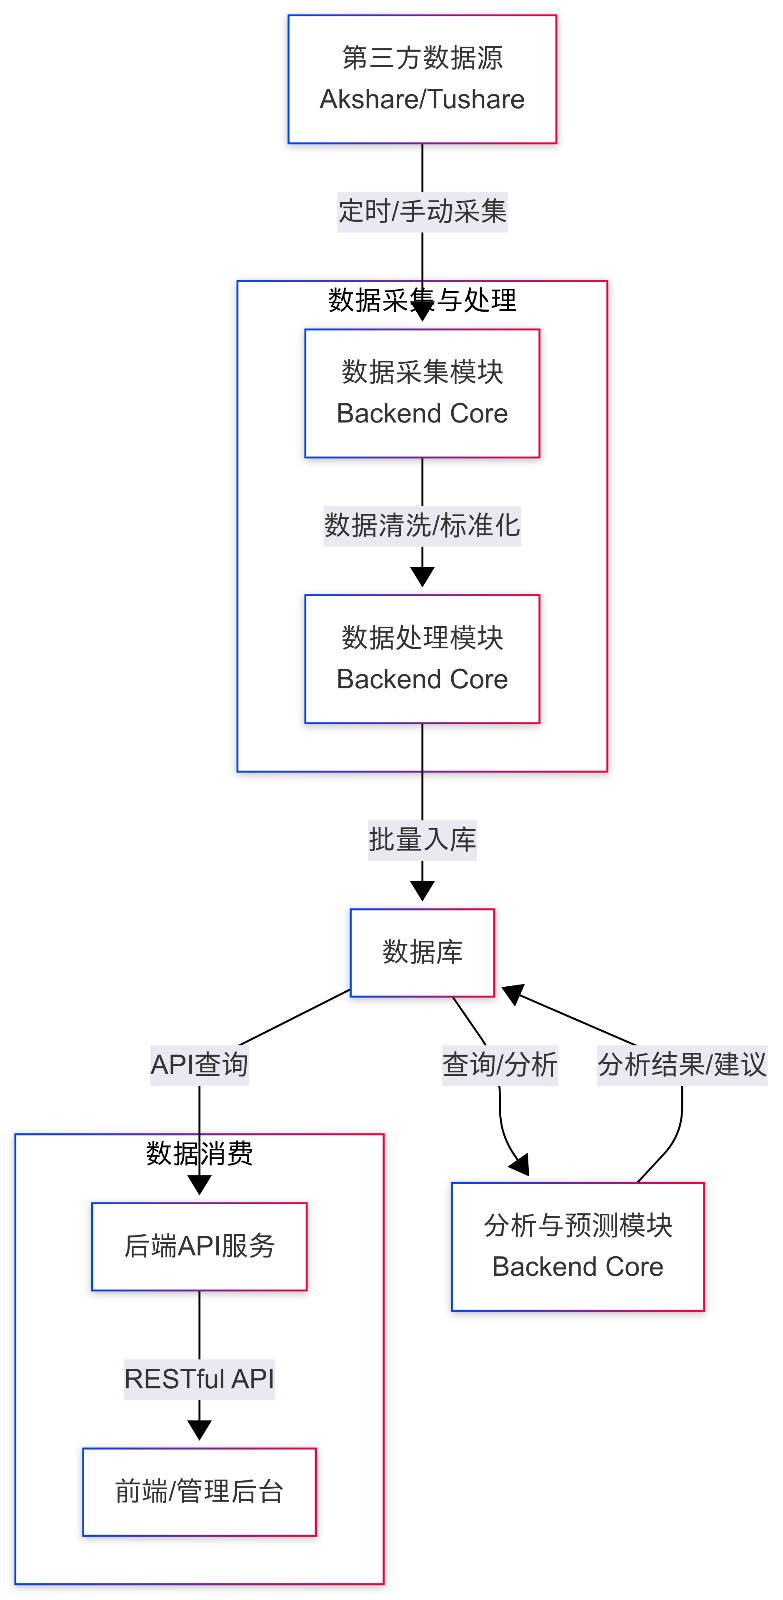 第三方数据源
Akshare/Tushare
定时/手动采集
数据采集与处理
数据采集模块
Backend Core
数据清洗/标准化
数据处理模块
Backend Core
批量入库
数据库
API查询
查询/分析
分析结果/建议
数据消费
后端API服务
分析与预测模块
Backend Core
RESTful API
前端/管理后台